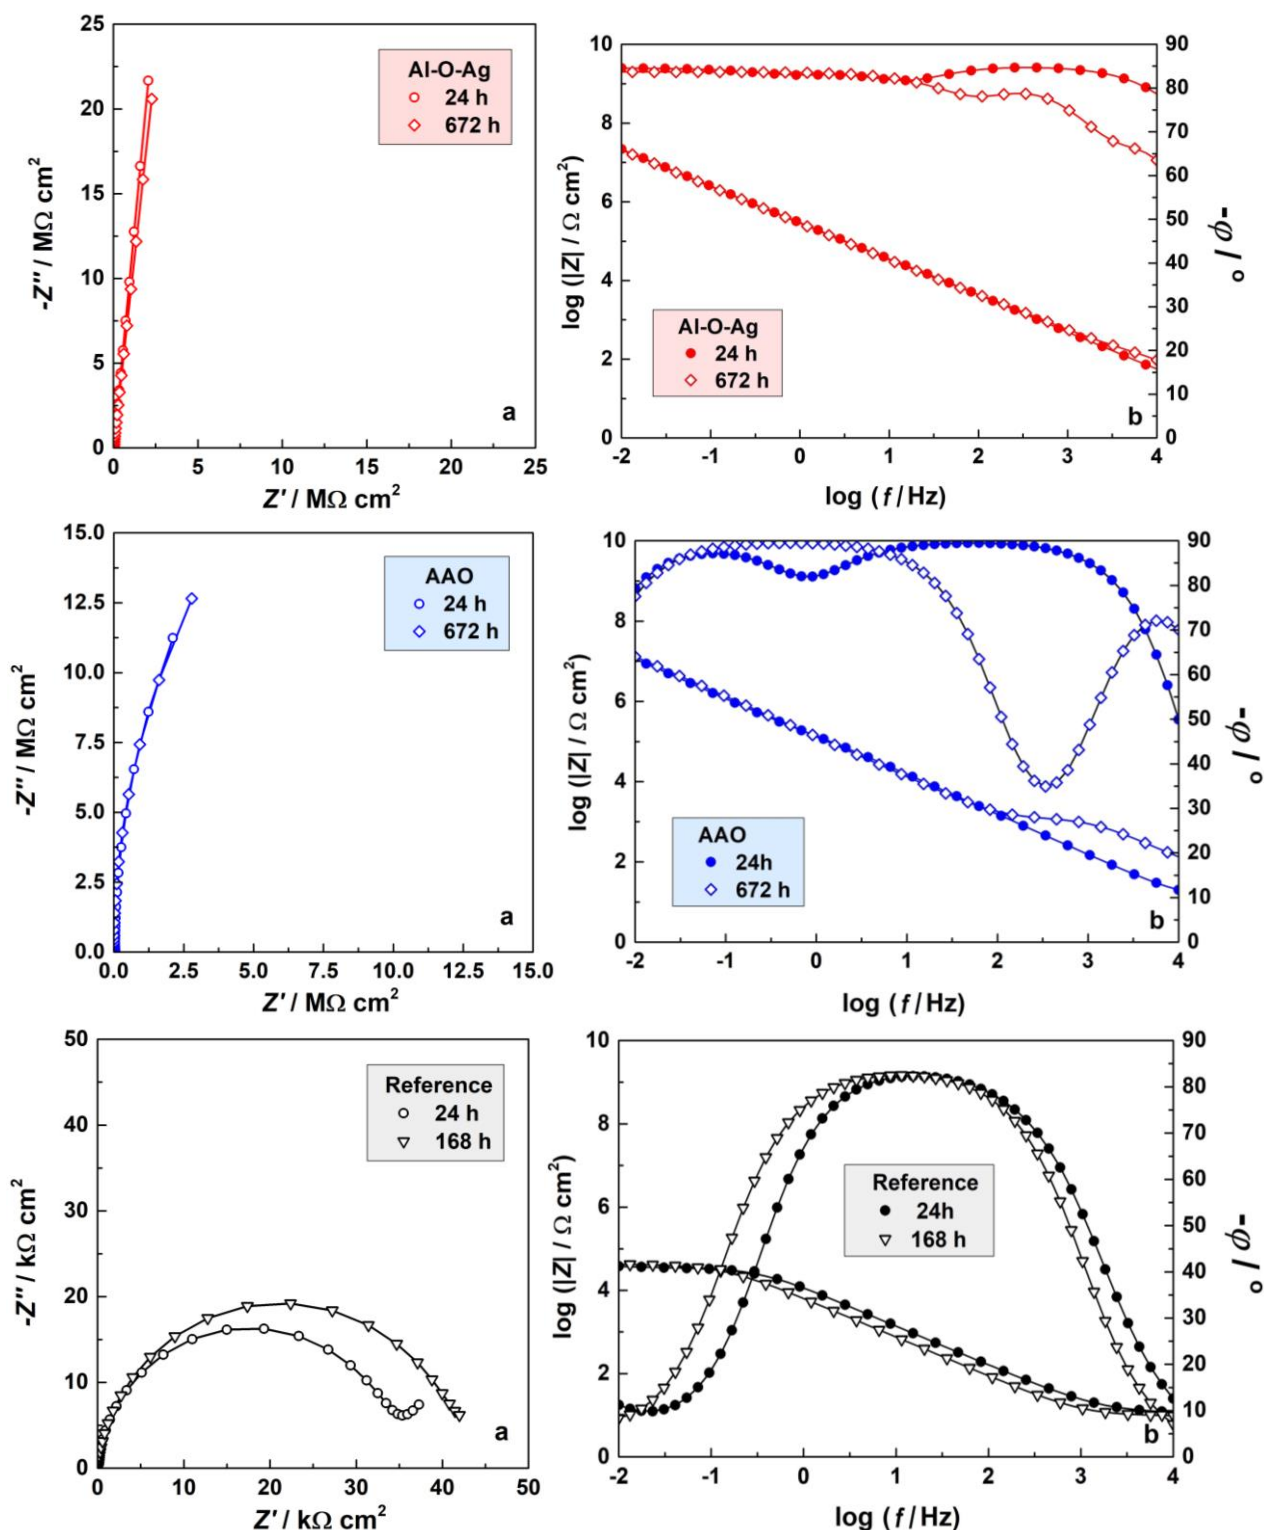 Al-O-Ag
24 h
672 h
-Z″ / MΩ cm²
25
20
15
10
5
0
a
0 5 10 15 20 25
Z′ / MΩ cm²
log (|Z| / Ω cm²)
10
8
6
4
2
0
Al-O-Ag
24 h
672 h
b
90
80
70
60
50
40
30
20
10
0
-φ / °
-2 -1 0 1 2 3 4
log (f / Hz)
AAO
24 h
672 h
-Z″ / MΩ cm²
15.0
12.5
10.0
7.5
5.0
2.5
0.0
a
0.0 2.5 5.0 7.5 10.0 12.5 15.0
Z′ / MΩ cm²
log (|Z| / Ω cm²)
10
8
6
4
2
0
AAO
24h
672 h
b
90
80
70
60
50
40
30
20
10
0
-φ / °
-2 -1 0 1 2 3 4
log (f / Hz)
Reference
24 h
168 h
-Z″ / kΩ cm²
50
40
30
20
10
0
a
0 10 20 30 40 50
Z′ / kΩ cm²
log (|Z| / Ω cm²)
10
8
6
4
2
0
Reference
24h
168 h
b
90
80
70
60
50
40
30
20
10
0
-φ / °
-2 -1 0 1 2 3 4
log (f / Hz)